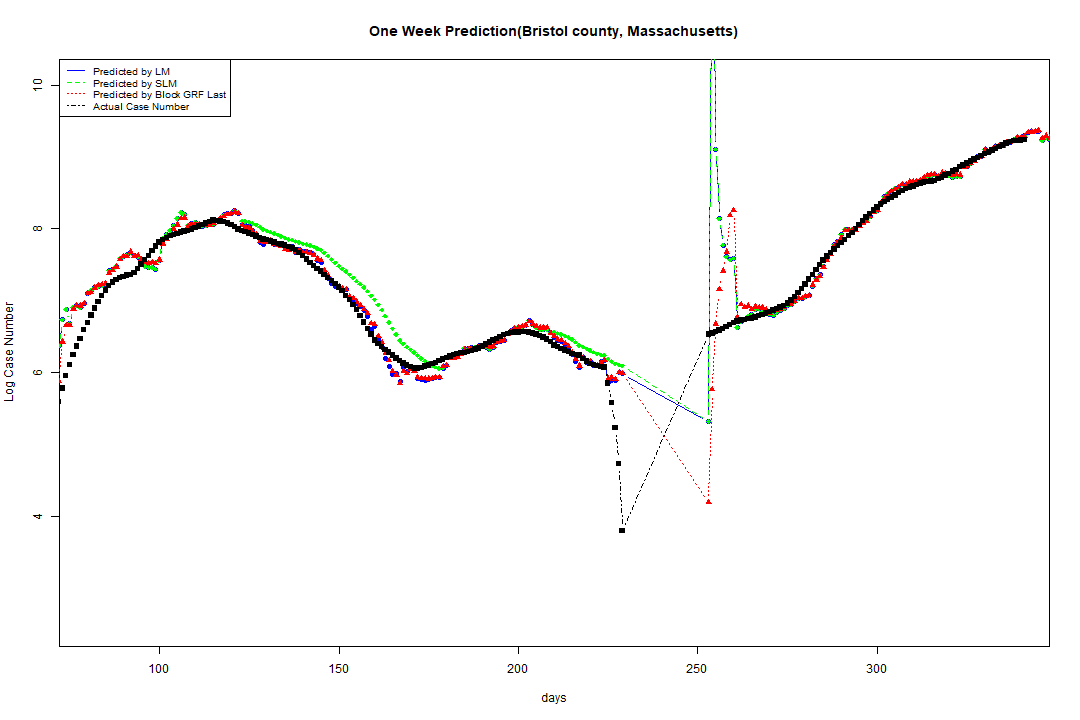 One Week Prediction(Bristol county, Massachusetts)
Predicted by LM
Predicted by SLM
Predicted by Block GRF Last
Actual Case Number
Log Case Number
10
8
6
4
100
150
200
250
300
days